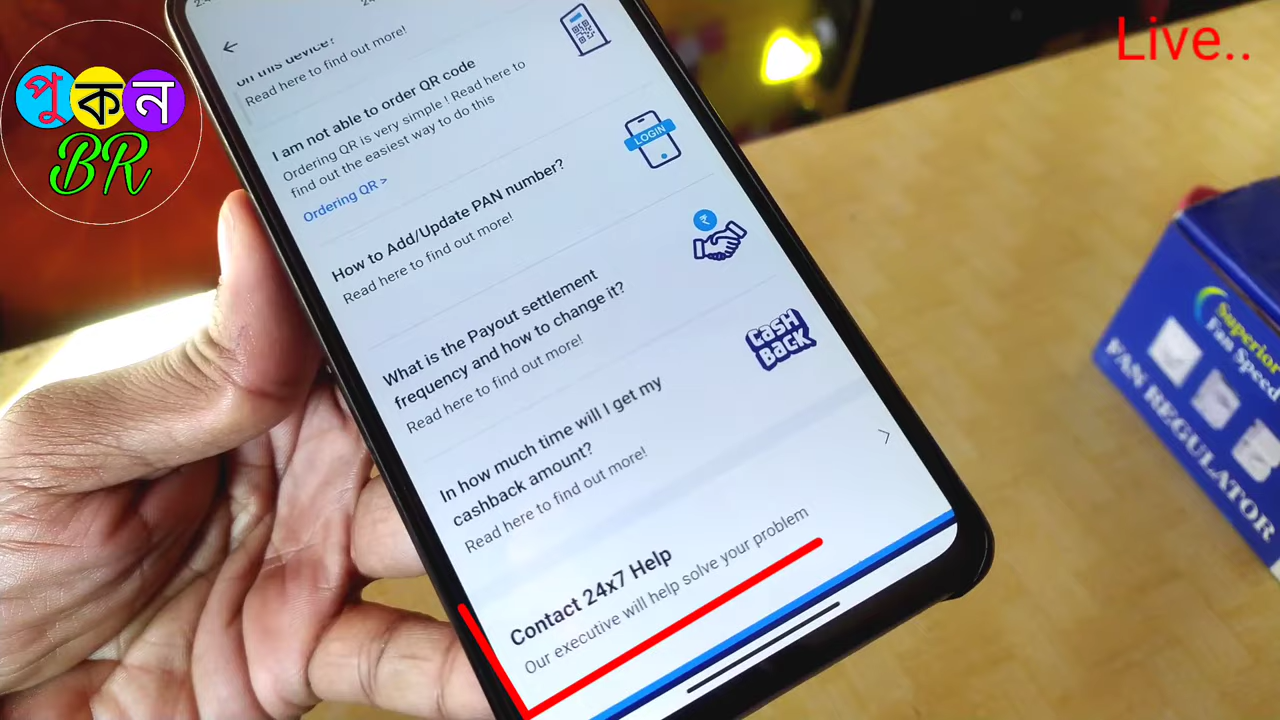 Live..
পুকন
BR
on this device?
Read here to find out more!
I am not able to order QR code
Ordering QR is very simple ! Read here to
find out the easiest way to do this
Ordering QR >
LOGIN
How to Add/Update PAN number?
Read here to find out more!
₹
What is the Payout settlement
frequency and how to change it?
Read here to find out more!
CASH
BACK
In how much time will I get my
cashback amount?
Read here to find out more!
Contact 24x7 Help
Our executive will help solve your problem
Superior
Fan Speed
FAN REGULATOR